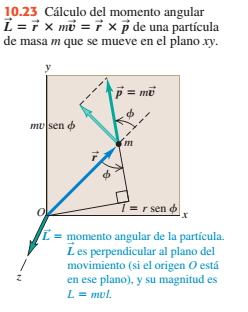 10.23 Cálculo del momento angular
L⃗ = r⃗ × mv⃗ = r⃗ × p⃗ de una partícula
de masa m que se mueve en el plano xy.
y
p⃗ = mv⃗
mv sen ϕ
ϕ
m
r⃗
ϕ
O
l = r sen ϕ
x
z
L⃗ = momento angular de la partícula.
L⃗ es perpendicular al plano del
movimiento (si el origen O está
en ese plano), y su magnitud es
L = mvl.